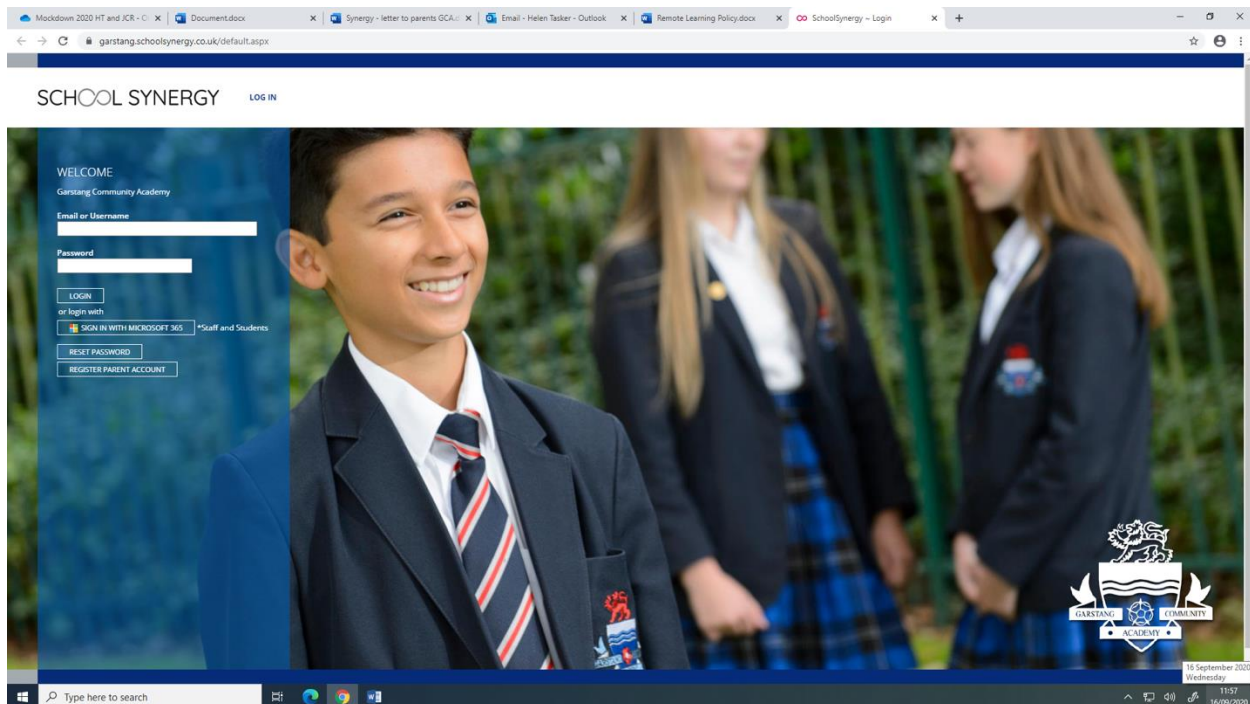 Mockdown 2020 HT and JCR - C
Document.docx
Synergy - letter to parents GCA.c
Email - Helen Tasker - Outlook
Remote Learning Policy.docx
SchoolSynergy – Login
garstang.schoolsynergy.co.uk/default.aspx
SCHOOL SYNERGY
LOG IN
WELCOME
Garstang Community Academy
Email or Username
Password
LOGIN
or login with
SIGN IN WITH MICROSOFT 365 *Staff and Students
RESET PASSWORD
REGISTER PARENT ACCOUNT
GARSTANG COMMUNITY
ACADEMY
16 September 2020
Wednesday
Type here to search
11:57
16/09/2020